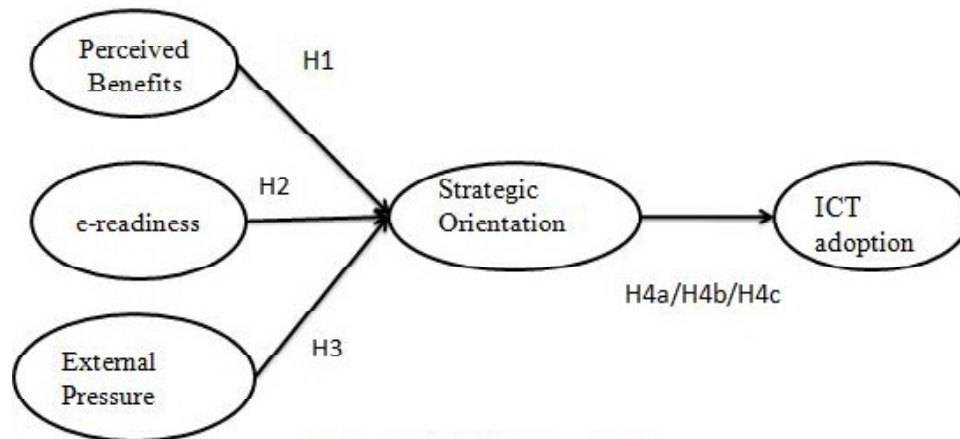 Perceived
Benefits
H1
e-readiness
H2
External
Pressure
H3
Strategic
Orientation
H4a/H4b/H4c
ICT
adoption